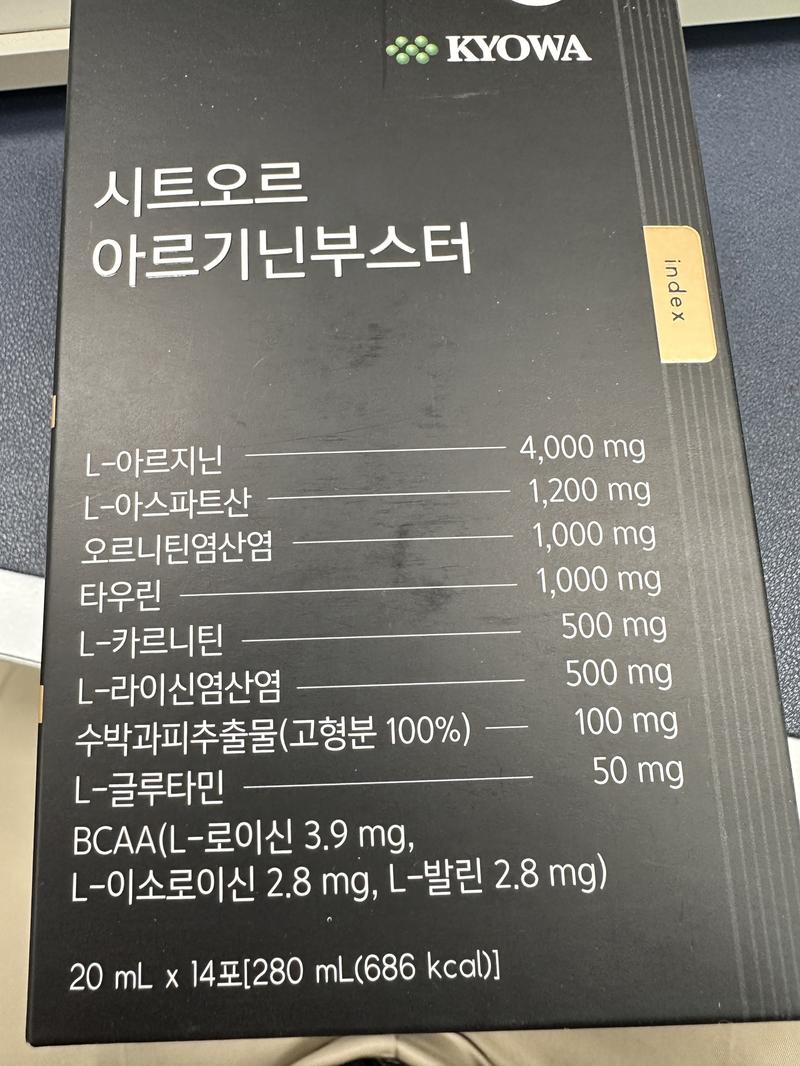 KYOWA
시트오르
아르기닌부스터
index
L-아르지닌 4,000 mg
L-아스파트산 1,200 mg
오르니틴염산염 1,000 mg
타우린 1,000 mg
L-카르니틴 500 mg
L-라이신염산염 500 mg
수박과피추출물(고형분 100%) 100 mg
L-글루타민 50 mg
BCAA(L-로이신 3.9 mg,
L-이소로이신 2.8 mg, L-발린 2.8 mg)
20 mL x 14포[280 mL(686 kcal)]